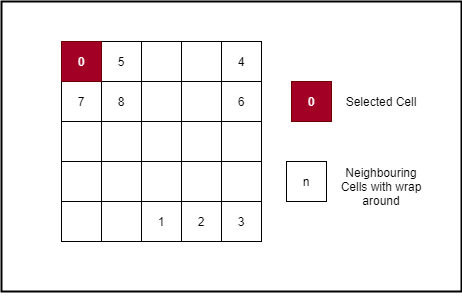 0 5 4
7 8 6
1 2 3
0 Selected Cell
n Neighbouring
Cells with wrap
around